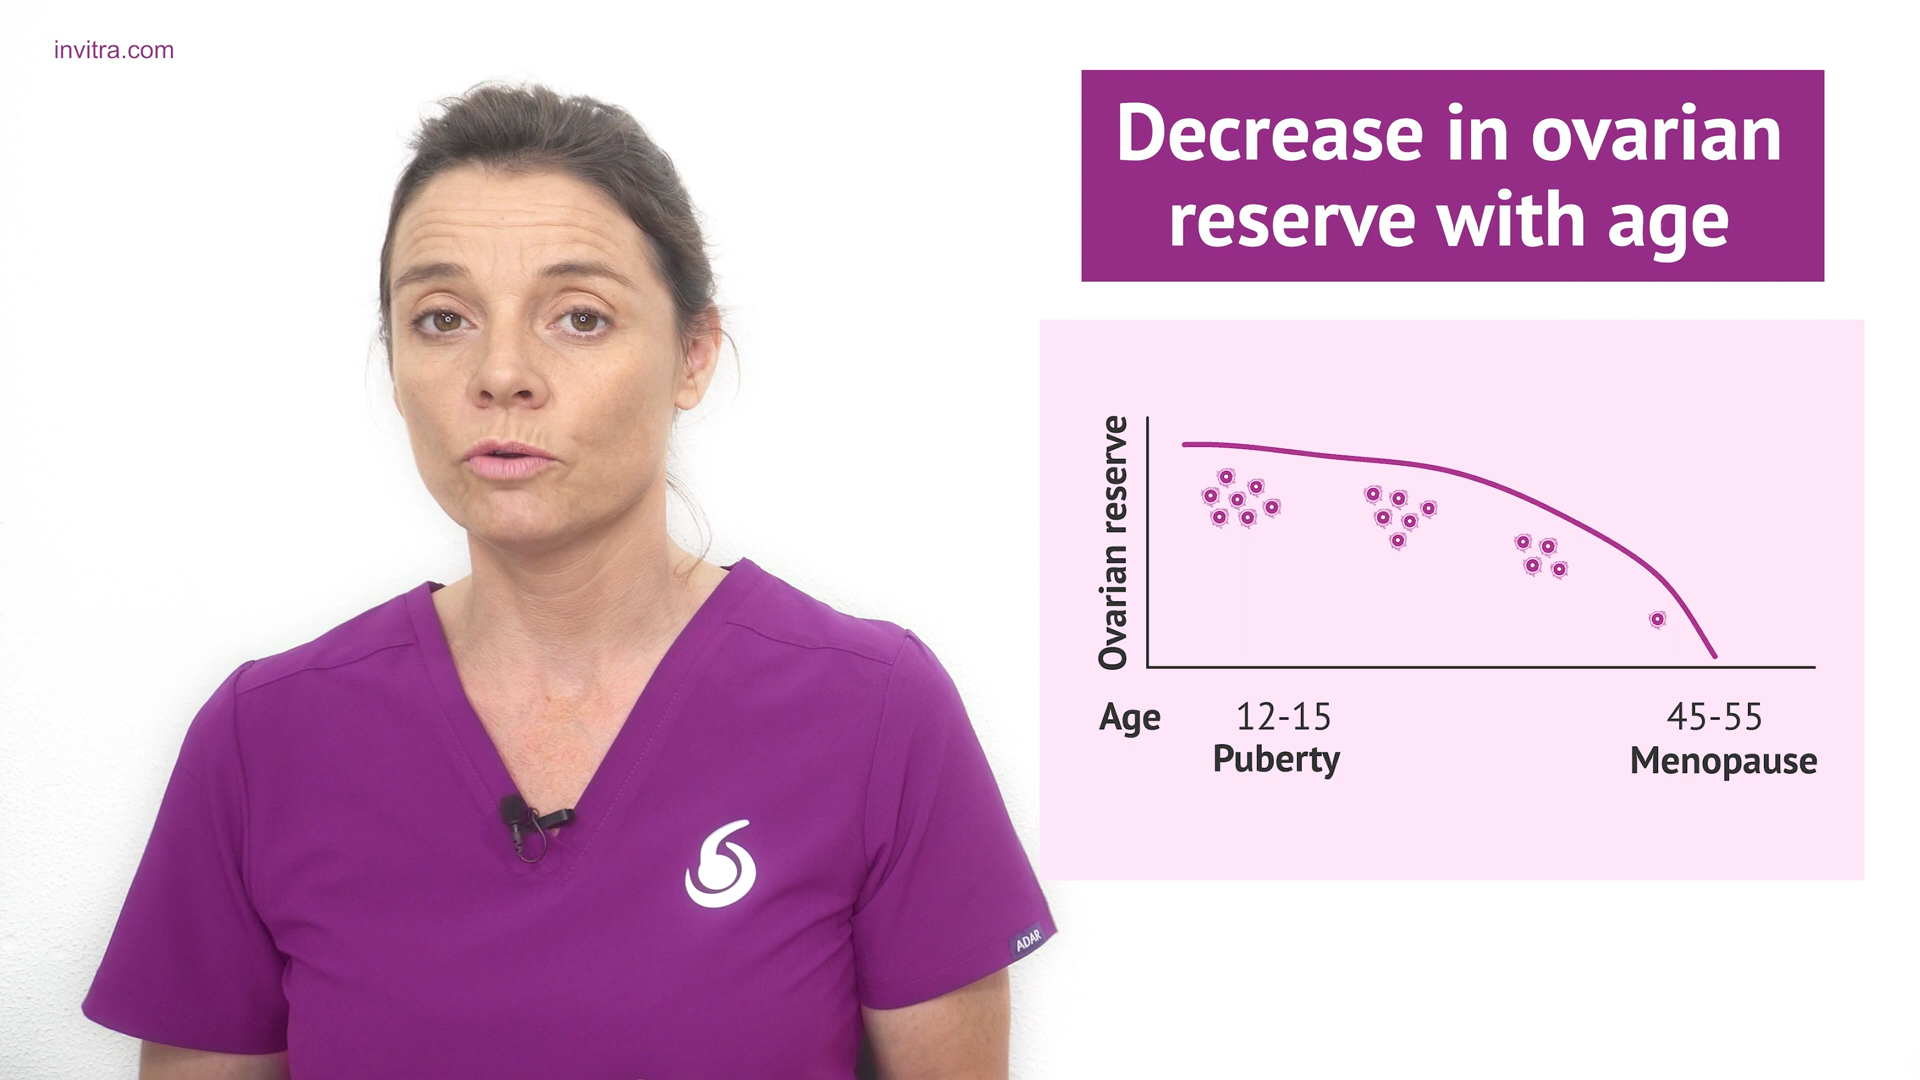 invitra.com
Decrease in ovarian
reserve with age
Ovarian reserve
Age
12-15
45-55
Puberty
Menopause
ADAR